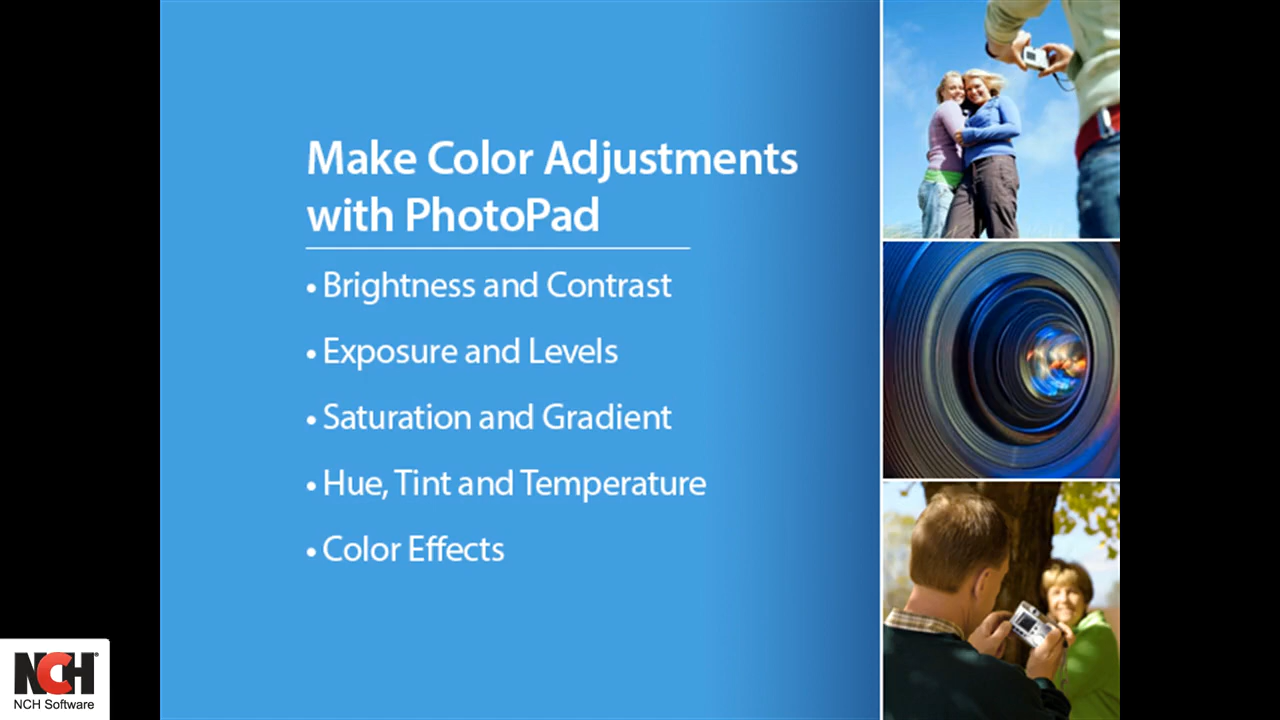 Make Color Adjustments
with PhotoPad
• Brightness and Contrast
• Exposure and Levels
• Saturation and Gradient
• Hue, Tint and Temperature
• Color Effects
NCH®
NCH Software